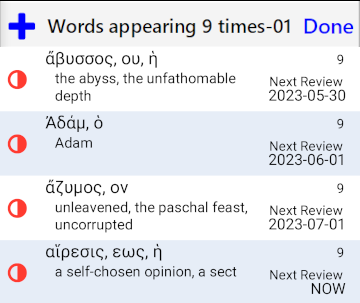 Words appearing 9 times-01 Done
ἄβυσσος, ου, ἡ 9
the abyss, the unfathomable
depth
Next Review
2023-05-30
Ἀδάμ, ὁ 9
Adam
Next Review
2023-06-01
ἄζυμος, ον 9
unleavened, the paschal feast,
uncorrupted
Next Review
2023-07-01
αἵρεσις, εως, ἡ 9
a self-chosen opinion, a sect
Next Review
NOW